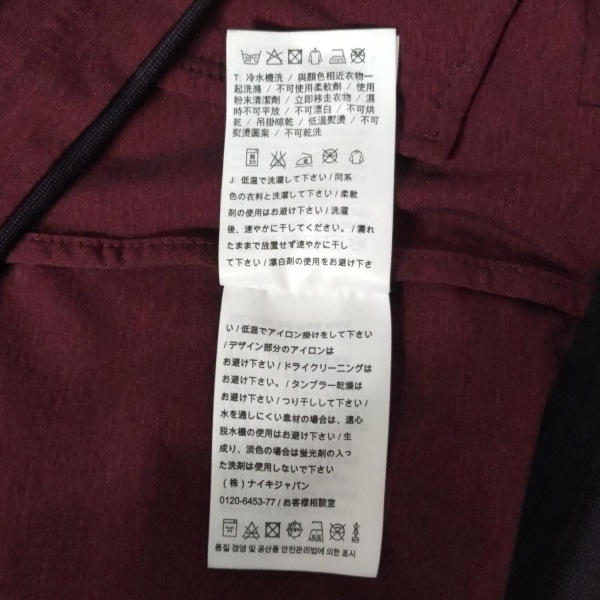 T: 冷水機洗 / 與顏色相近衣物一
起洗滌 / 不可使用柔軟劑 / 使用
粉末清潔劑 / 立即移走衣物 / 濕
時不可平放 / 不可漂白 / 不可烘
乾 / 吊掛晾乾 / 低溫熨燙 / 不可
熨燙圖案 / 不可乾洗
J: 低温で洗濯して下さい / 同系
色の衣料と洗濯して下さい / 柔軟
剤の使用はお避け下さい / 洗濯
後、速やかに干してください。 / 濡れ
たままで放置せず速やかに干し
て下さい / 漂白剤の使用をお避け下さ
い / 低温でアイロン掛けをして下さい
/ デザイン部分のアイロンは
お避け下さい / ドライクリーニングは
お避け下さい。 / タンブラー乾燥は
お避け下さい / つり干しして下さい /
水を通しにくい素材の場合は、遠心
脱水機の使用はお避け下さい / 生
成り、淡色の場合は蛍光剤の入っ
た洗剤は使用しないで下さい
(株) ナイキジャパン
0120-6453-77 / お客様相談室
품질 경영 및 공산품 안전관리법에 의한 표시